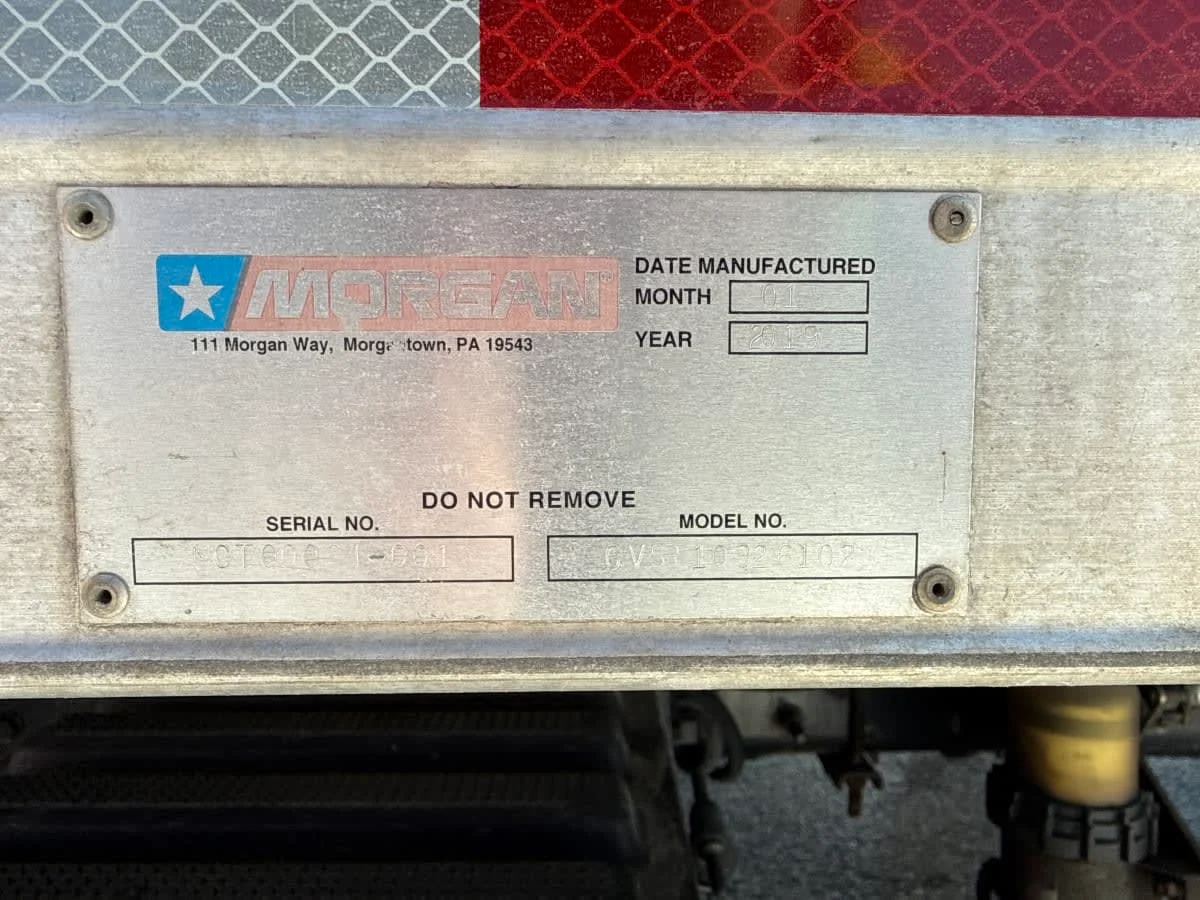 MORGAN®
111 Morgan Way, Morgantown, PA 19543
DATE MANUFACTURED
MONTH 01
YEAR
DO NOT REMOVE
SERIAL NO.
MODEL NO.